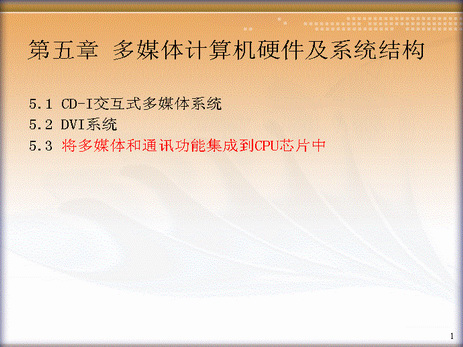 第五章 多媒体计算机硬件及系统结构
5.1 CD-I交互式多媒体系统
5.2 DVI系统
5.3 将多媒体和通讯功能集成到CPU芯片中
1